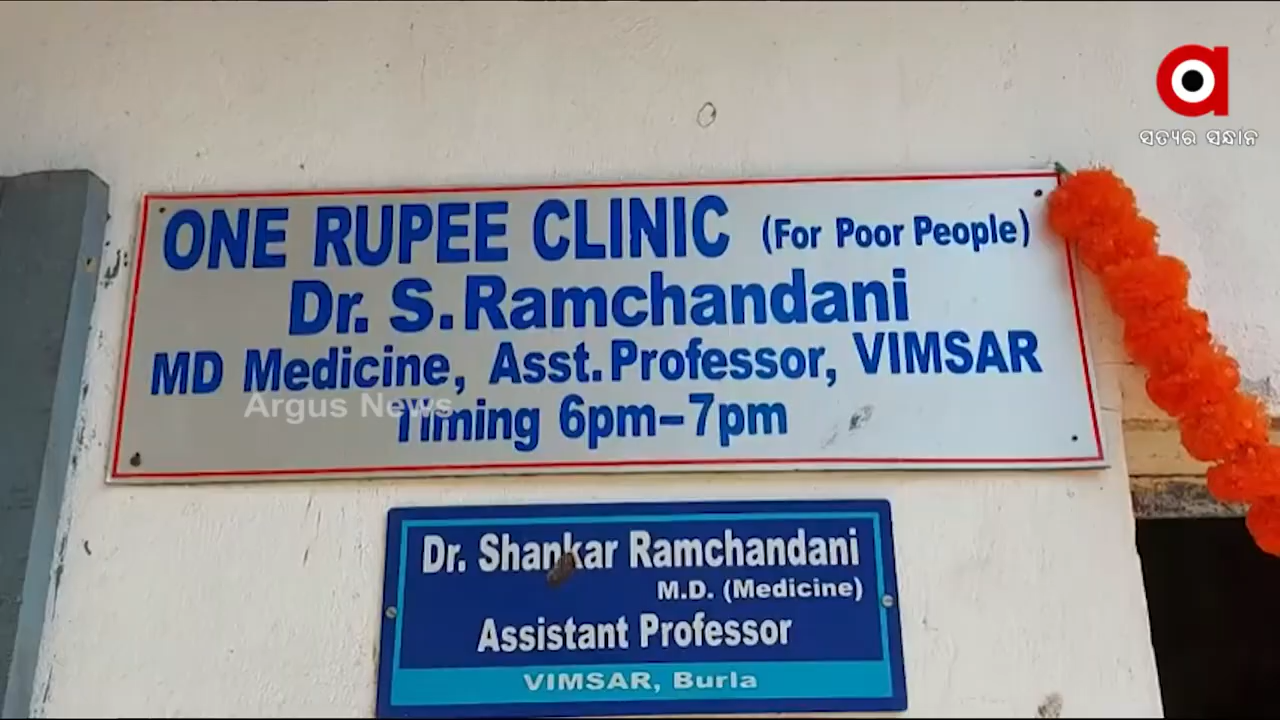 ସତ୍ୟର ସନ୍ଧାନ
ONE RUPEE CLINIC (For Poor People)
Dr. S. Ramchandani
MD Medicine, Asst. Professor, VIMSAR
Argus News
Timing 6pm-7pm
Dr. Shankar Ramchandani
M.D. (Medicine)
Assistant Professor
VIMSAR, Burla